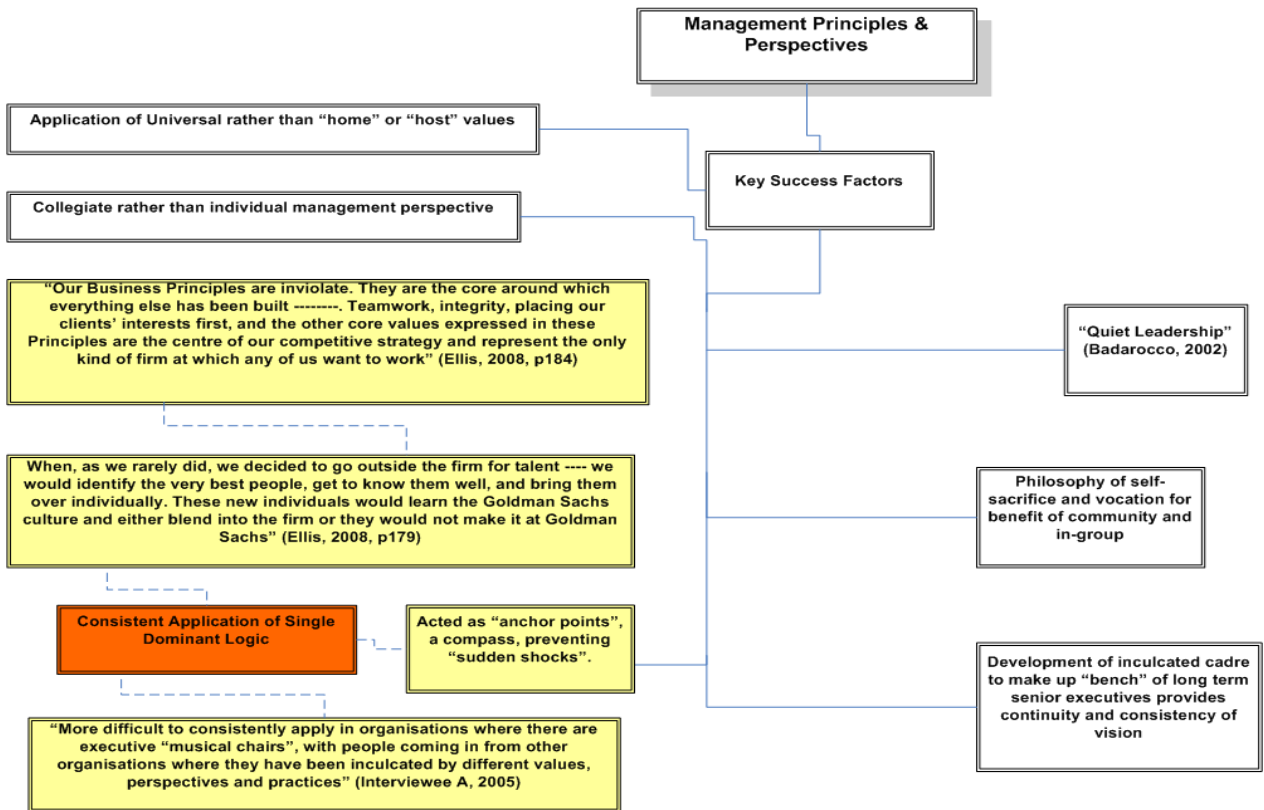 Management Principles &
Perspectives
Application of Universal rather than “home” or “host” values
Key Success Factors
Collegiate rather than individual management perspective
“Our Business Principles are inviolate. They are the core around which
everything else has been built --------. Teamwork, integrity, placing our
clients’ interests first, and the other core values expressed in these
Principles are the centre of our competitive strategy and represent the only
kind of firm at which any of us want to work” (Ellis, 2008, p184)
“Quiet Leadership”
(Badarocco, 2002)
When, as we rarely did, we decided to go outside the firm for talent ---- we
would identify the very best people, get to know them well, and bring them
over individually. These new individuals would learn the Goldman Sachs
culture and either blend into the firm or they would not make it at Goldman
Sachs” (Ellis, 2008, p179)
Philosophy of self-
sacrifice and vocation for
benefit of community and
in-group
Consistent Application of Single
Dominant Logic
Acted as “anchor points”,
a compass, preventing
“sudden shocks”.
Development of inculcated cadre
to make up “bench” of long term
senior executives provides
continuity and consistency of
vision
“More difficult to consistently apply in organisations where there are
executive “musical chairs”, with people coming in from other
organisations where they have been inculcated by different values,
perspectives and practices” (Interviewee A, 2005)